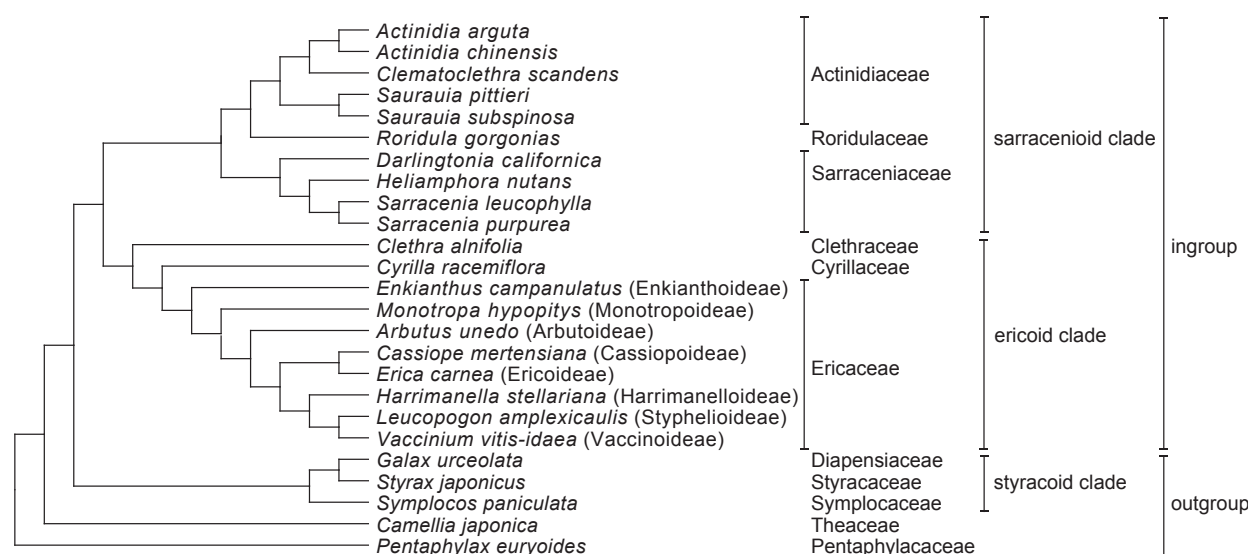 Actinidia arguta
Actinidia chinensis
Clematoclethra scandens
Actinidiaceae
Saurauia pittieri
Saurauia subspinosa
Roridula gorgonias
Roridulaceae
sarracenioid clade
Darlingtonia californica
Heliamphora nutans
Sarraceniaceae
Sarracenia leucophylla
Sarracenia purpurea
Clethra alnifolia
Clethraceae
ingroup
Cyrilla racemiflora
Cyrillaceae
Enkianthus campanulatus (Enkianthoideae)
Monotropa hypopitys (Monotropoideae)
Arbutus unedo (Arbutoideae)
ericoid clade
Cassiope mertensiana (Cassiopoideae)
Erica carnea (Ericoideae)
Ericaceae
Harrimanella stellariana (Harrimanelloideae)
Leucopogon amplexicaulis (Styphelioideae)
Vaccinium vitis-idaea (Vaccinoideae)
Galax urceolata
Diapensiaceae
Styrax japonicus
Styracaceae
styracoid clade
Symplocos paniculata
Symplocaceae
outgroup
Camellia japonica
Theaceae
Pentaphylax euryoides
Pentaphylacaceae